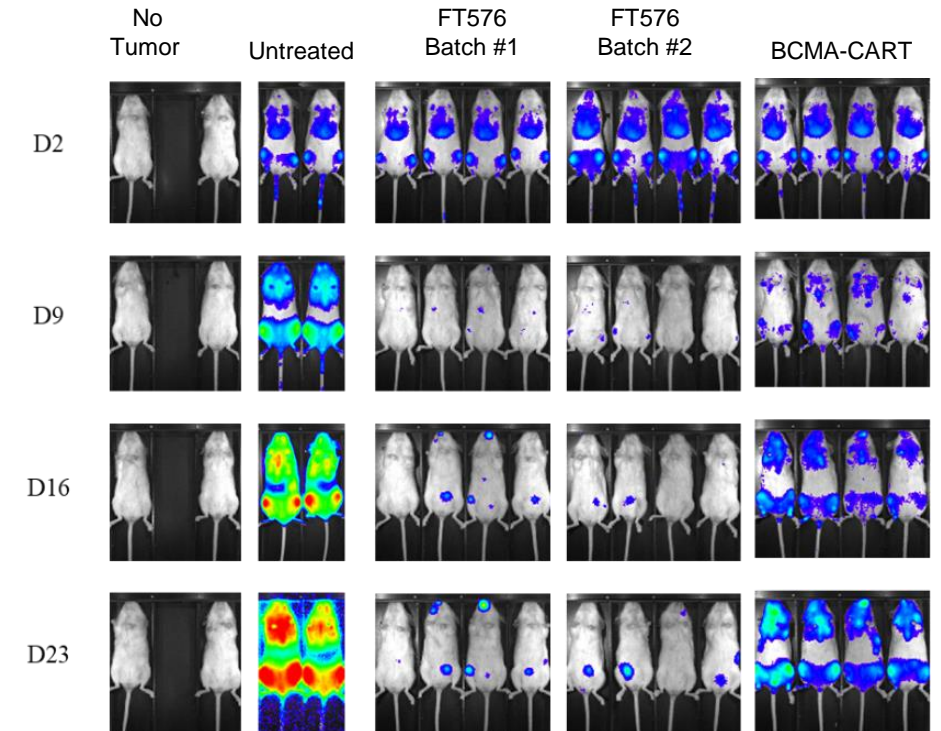 No
Tumor
Untreated
FT576
Batch #1
FT576
Batch #2
BCMA-CART
D2
D9
D16
D23